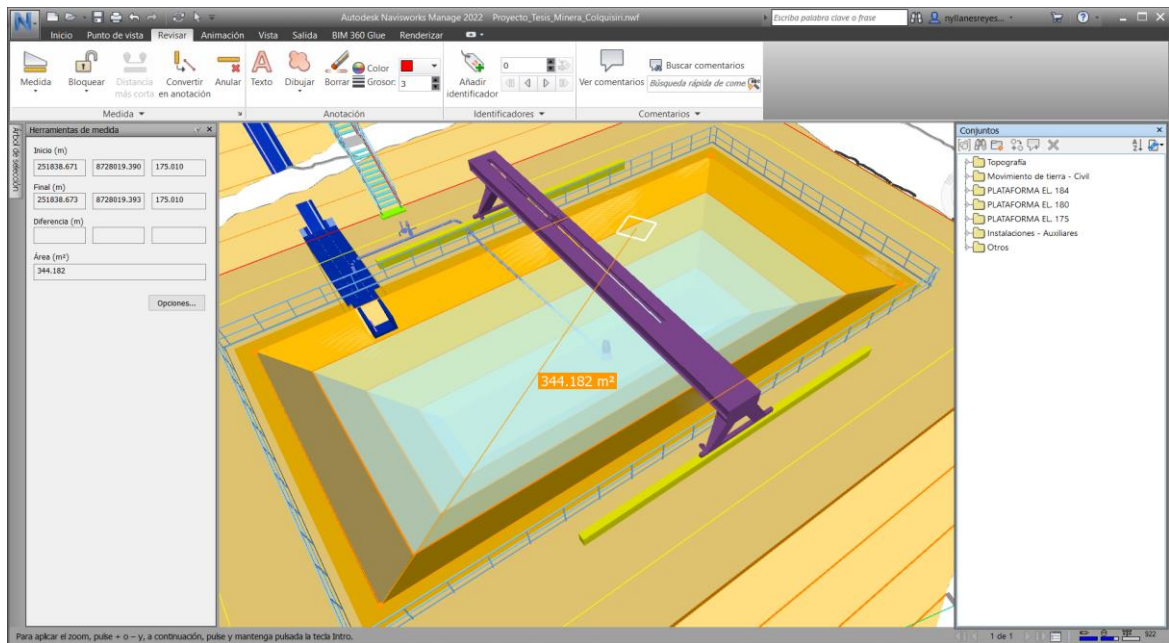 Autodesk Navisworks Manage 2022 Proyecto_Tesis_Minera_Colquisiri.nwf
Escriba palabra clave o frase
nyllanesreyes...
Inicio Punto de vista Revisar Animación Vista Salida BIM 360 Glue Renderizar
Medida
Bloquear
Distancia más corta
Convertir en anotación
Anular
Texto
Dibujar
Borrar
Color
Grosor: 3
Añadir identificador
0
Ver comentarios
Buscar comentarios
Búsqueda rápida de come
Medida
Anotación
Identificadores
Comentarios
Árbol de selección
Herramientas de medida
Inicio (m)
251838.671 8728019.390 175.010
Final (m)
251838.673 8728019.393 175.010
Diferencia (m)
Área (m²)
344.182
Opciones...
344.182 m²
Conjuntos
Topografía
Movimiento de tierra - Civil
PLATAFORMA EL. 184
PLATAFORMA EL. 180
PLATAFORMA EL. 175
Instalaciones - Auxiliares
Otros
Para aplicar el zoom, pulse + o – y, a continuación, pulse y mantenga pulsada la tecla Intro.
1 de 1
922